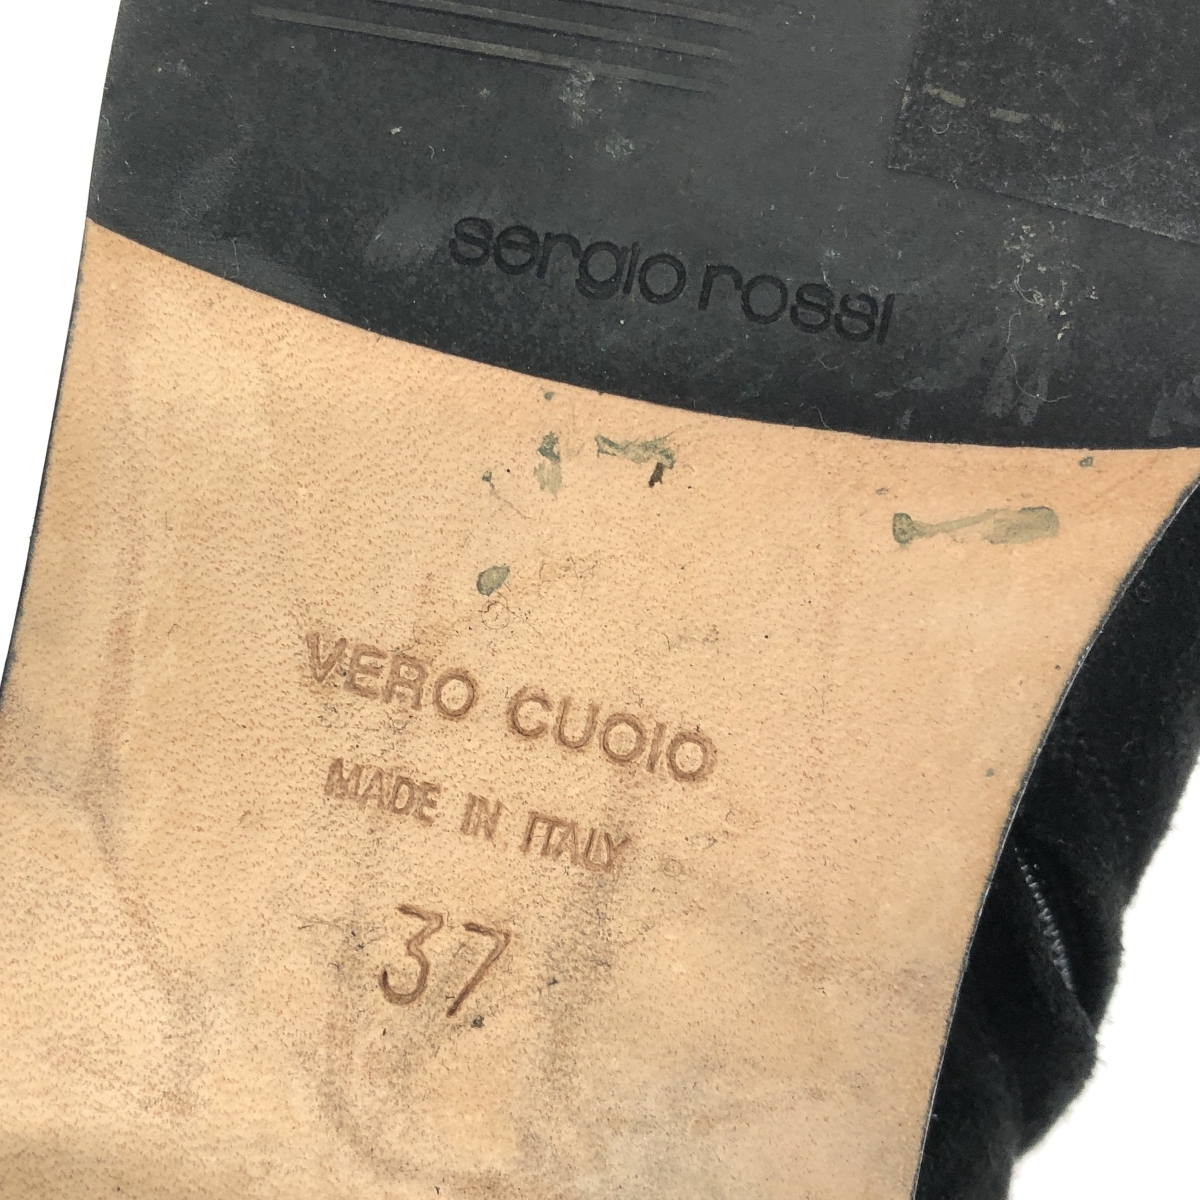 sergio rossi
VERO CUOIO
MADE IN ITALY
37